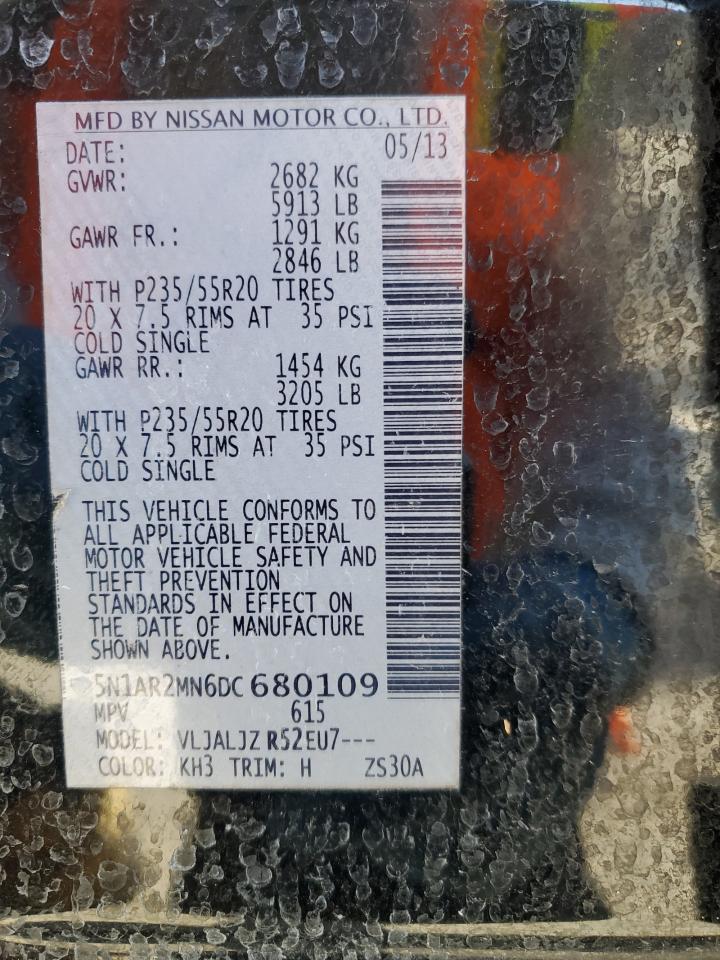 MFD BY NISSAN MOTOR CO., LTD.
DATE: 05/13
GVWR: 2682 KG
5913 LB
GAWR FR.: 1291 KG
2846 LB
WITH P235/55R20 TIRES
20 X 7.5 RIMS AT 35 PSI
COLD SINGLE
GAWR RR.: 1454 KG
3205 LB
WITH P235/55R20 TIRES
20 X 7.5 RIMS AT 35 PSI
COLD SINGLE
THIS VEHICLE CONFORMS TO
ALL APPLICABLE FEDERAL
MOTOR VEHICLE SAFETY AND
THEFT PREVENTION
STANDARDS IN EFFECT ON
THE DATE OF MANUFACTURE
SHOWN ABOVE.
5N1AR2MN6DC680109
MPV 615
MODEL: VLJALJZ R52EU7---
COLOR: KH3 TRIM: H ZS30A